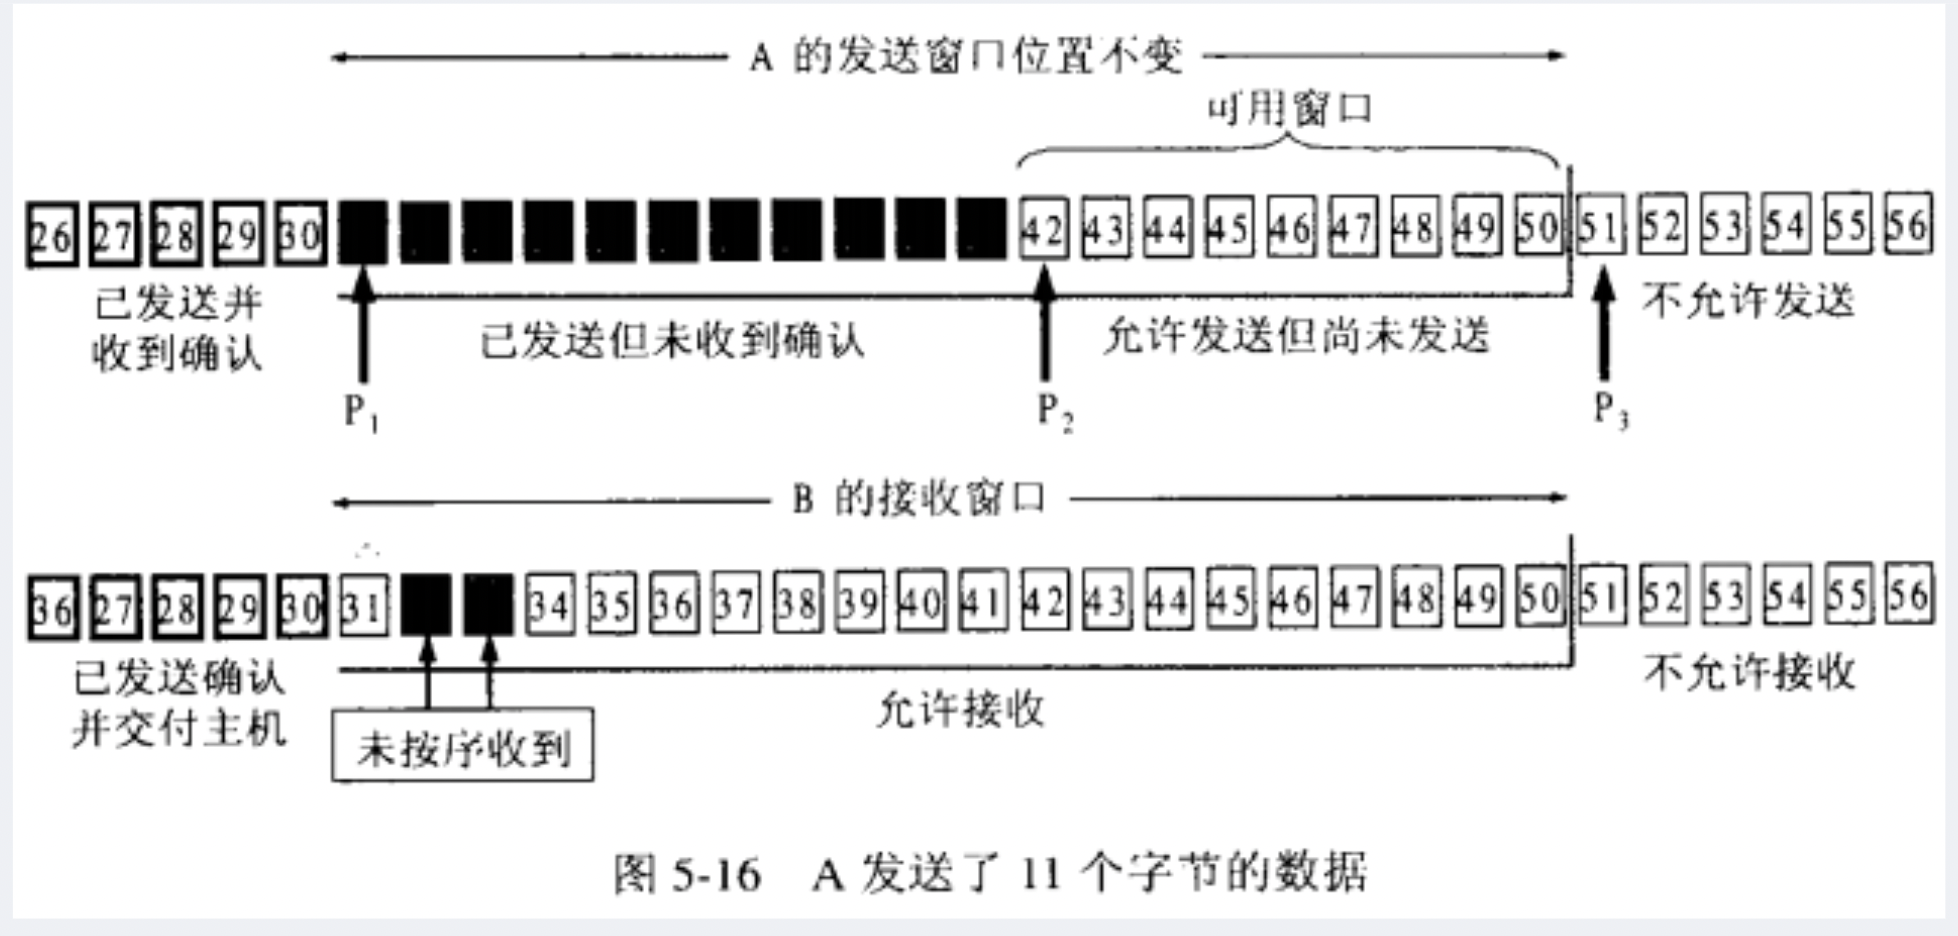 A 的发送窗口位置不变
可用窗口
26 27 28 29 30 42 43 44 45 46 47 48 49 50 51 52 53 54 55 56
已发送并
收到确认
已发送但未收到确认
允许发送但尚未发送
不允许发送
P1
P2
P3
B 的接收窗口
36 27 28 29 30 31 34 35 36 37 38 39 40 41 42 43 44 45 46 47 48 49 50 51 52 53 54 55 56
已发送确认
并交付主机
未按序收到
允许接收
不允许接收
图 5-16 A 发送了 11 个字节的数据